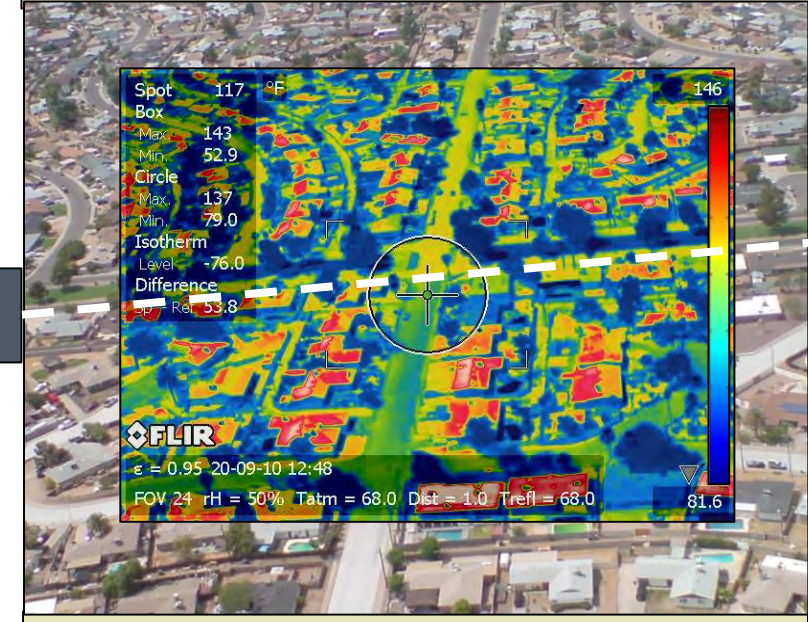 Spot 117 °F 146
Box
Max. 143
Min. 52.9
Circle
Max. 137
Min. 79.0
Isotherm
Level -76.0
Difference
Sp - Ref 53.8
FLIR
ε = 0.95 20-09-10 12:48
FOV 24 rH = 50% Tatm = 68.0 Dist = 1.0 Trefl = 68.0
81.6